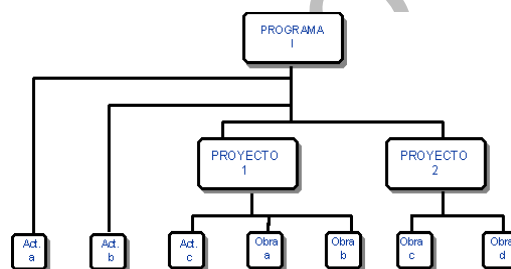 PROGRAMA
I
PROYECTO
1
PROYECTO
2
Act.
a
Act.
b
Act.
c
Obra
a
Obra
b
Obra
c
Obra
d